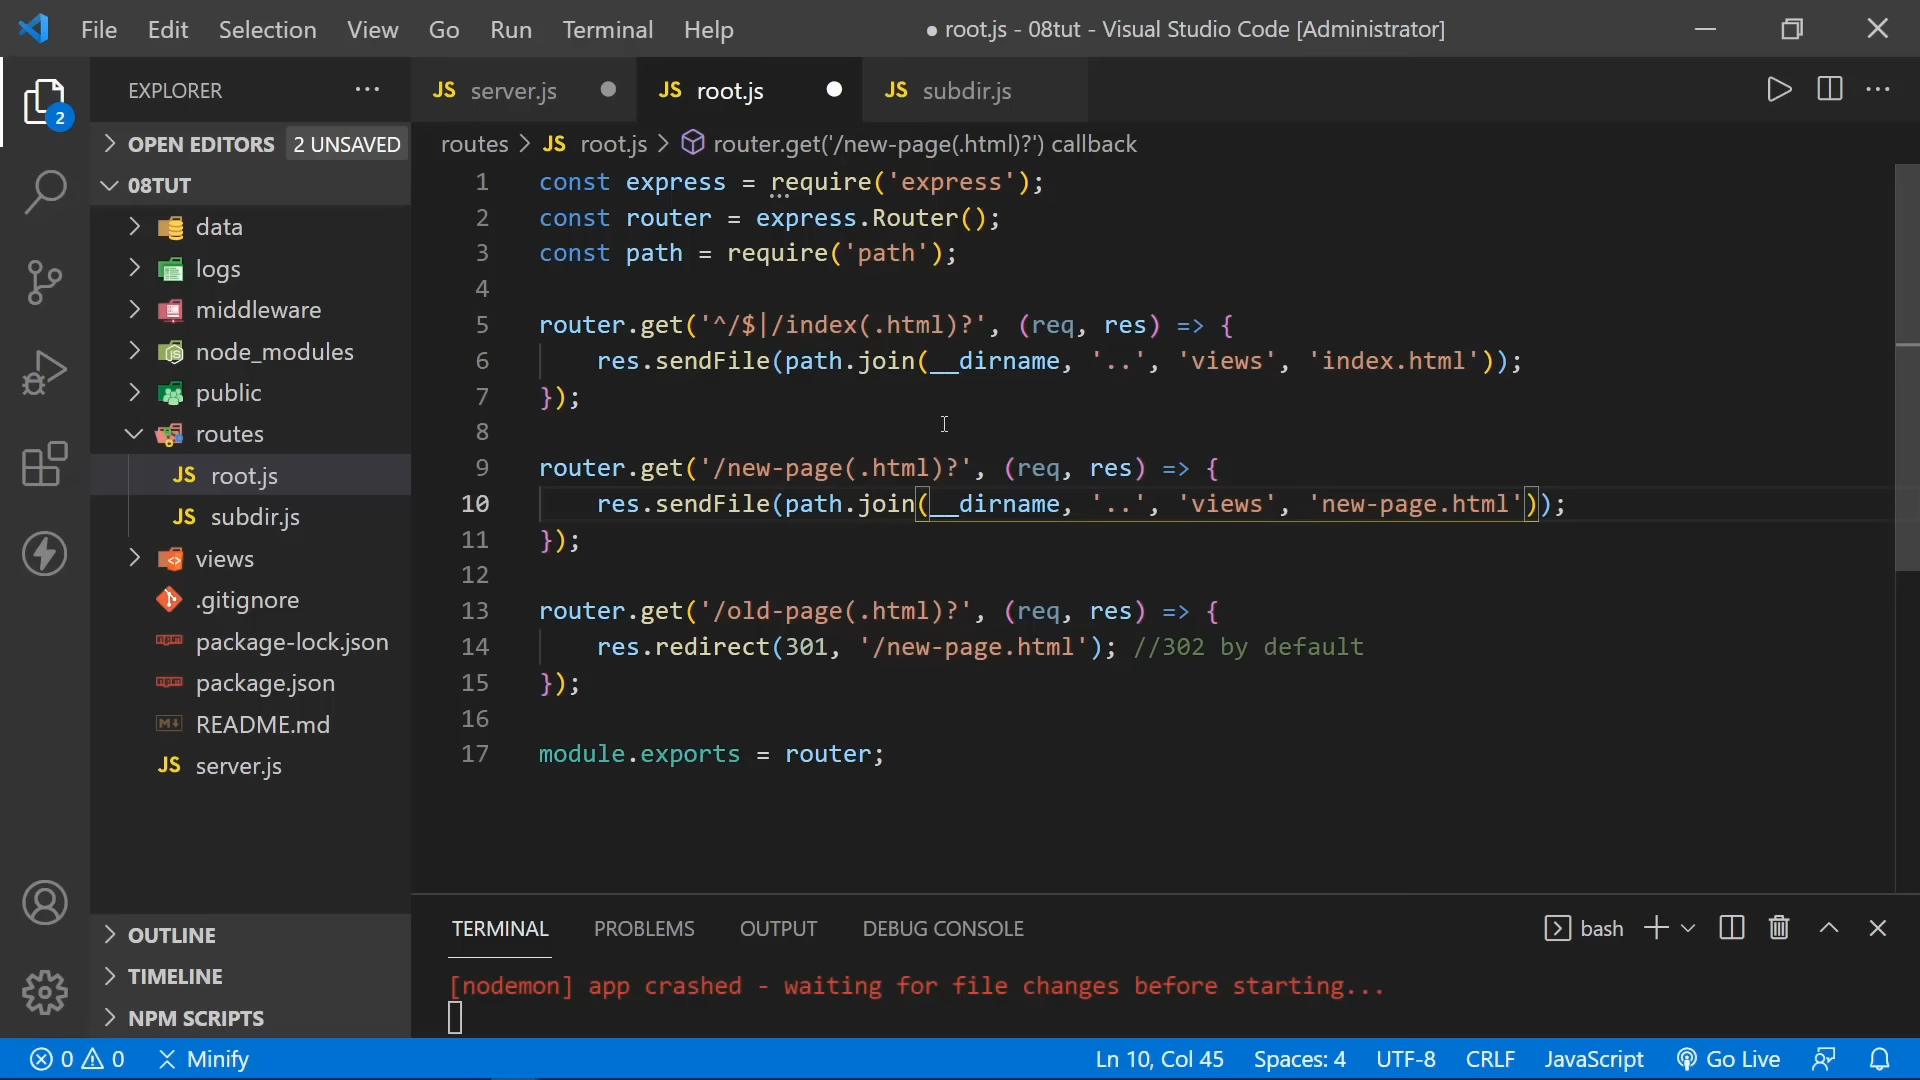 File Edit Selection View Go Run Terminal Help
● root.js - 08tut - Visual Studio Code [Administrator]
2
EXPLORER ...
JS server.js
JS root.js
JS subdir.js
OPEN EDITORS 2 UNSAVED
08TUT
data
logs
middleware
node_modules
public
routes
JS root.js
JS subdir.js
views
.gitignore
package-lock.json
package.json
README.md
JS server.js
OUTLINE
TIMELINE
NPM SCRIPTS
routes > JS root.js > router.get('/new-page(.html)?') callback
1 const express = require('express');
2 const router = express.Router();
3 const path = require('path');
4
5 router.get('^/$|/index(.html)?', (req, res) => {
6 res.sendFile(path.join(__dirname, '..', 'views', 'index.html'));
7 });
8
9 router.get('/new-page(.html)?', (req, res) => {
10 res.sendFile(path.join(__dirname, '..', 'views', 'new-page.html'));
11 });
12
13 router.get('/old-page(.html)?', (req, res) => {
14 res.redirect(301, '/new-page.html'); //302 by default
15 });
16
17 module.exports = router;
TERMINAL PROBLEMS OUTPUT DEBUG CONSOLE
bash
[nodemon] app crashed - waiting for file changes before starting...
0 0 Minify
Ln 10, Col 45 Spaces: 4 UTF-8 CRLF JavaScript Go Live